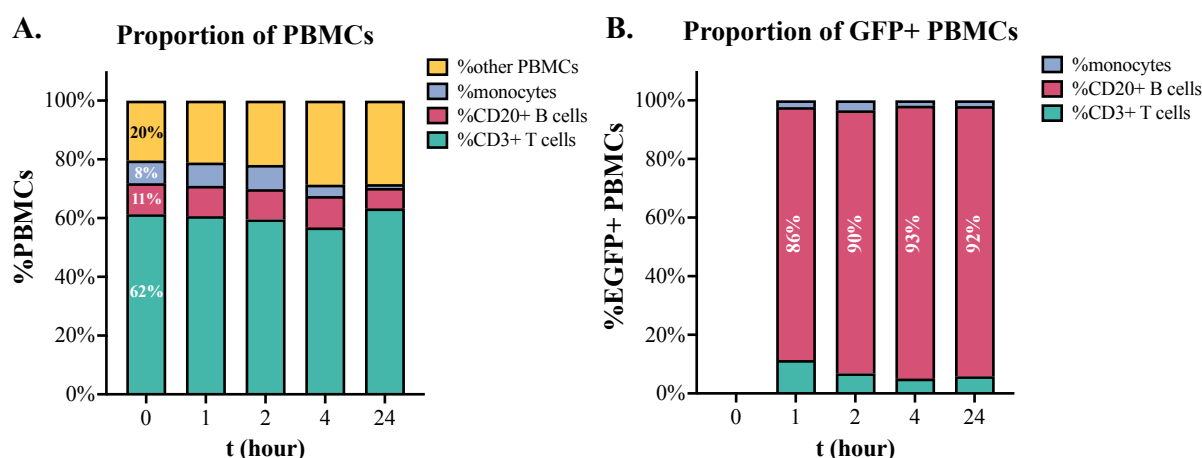 A.
Proportion of PBMCs
%other PBMCs
%monocytes
%CD20+ B cells
%CD3+ T cells
%PBMCs
100%
80%
60%
40%
20%
0%
20%
8%
11%
62%
0 1 2 4 24
t (hour)
B.
Proportion of GFP+ PBMCs
%monocytes
%CD20+ B cells
%CD3+ T cells
%EGFP+ PBMCs
100%
80%
60%
40%
20%
0%
86% 90% 93% 92%
0 1 2 4 24
t (hour)